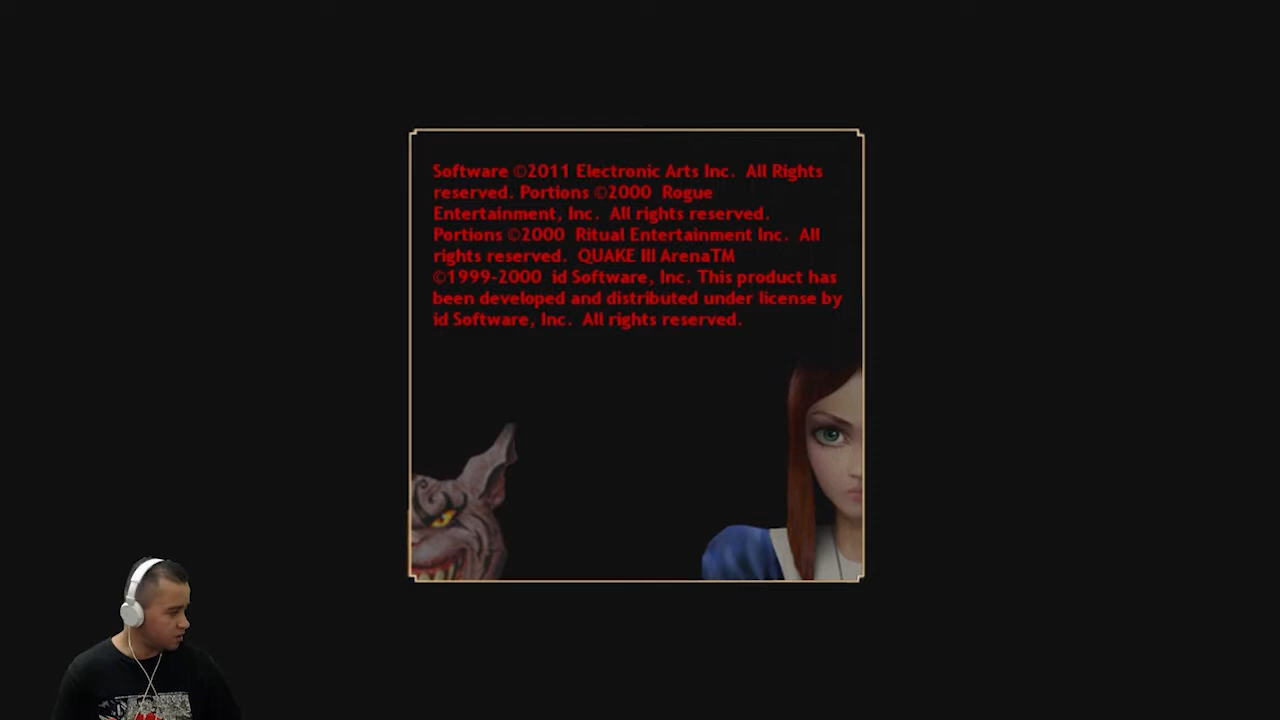 Software ©2011 Electronic Arts Inc. All Rights
reserved. Portions ©2000 Rogue
Entertainment, Inc. All rights reserved.
Portions ©2000 Ritual Entertainment Inc. All
rights reserved. QUAKE III ArenaTM
©1999-2000 id Software, Inc. This product has
been developed and distributed under license by
id Software, Inc. All rights reserved.